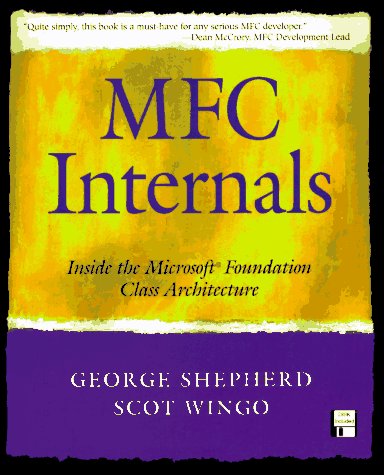 "Quite simply, this book is a must-have for any serious MFC developer."
—Dean McCrory, MFC Development Lead
MFC
Internals
Inside the Microsoft® Foundation
Class Architecture
GEORGE SHEPHERD
SCOT WINGO
Included